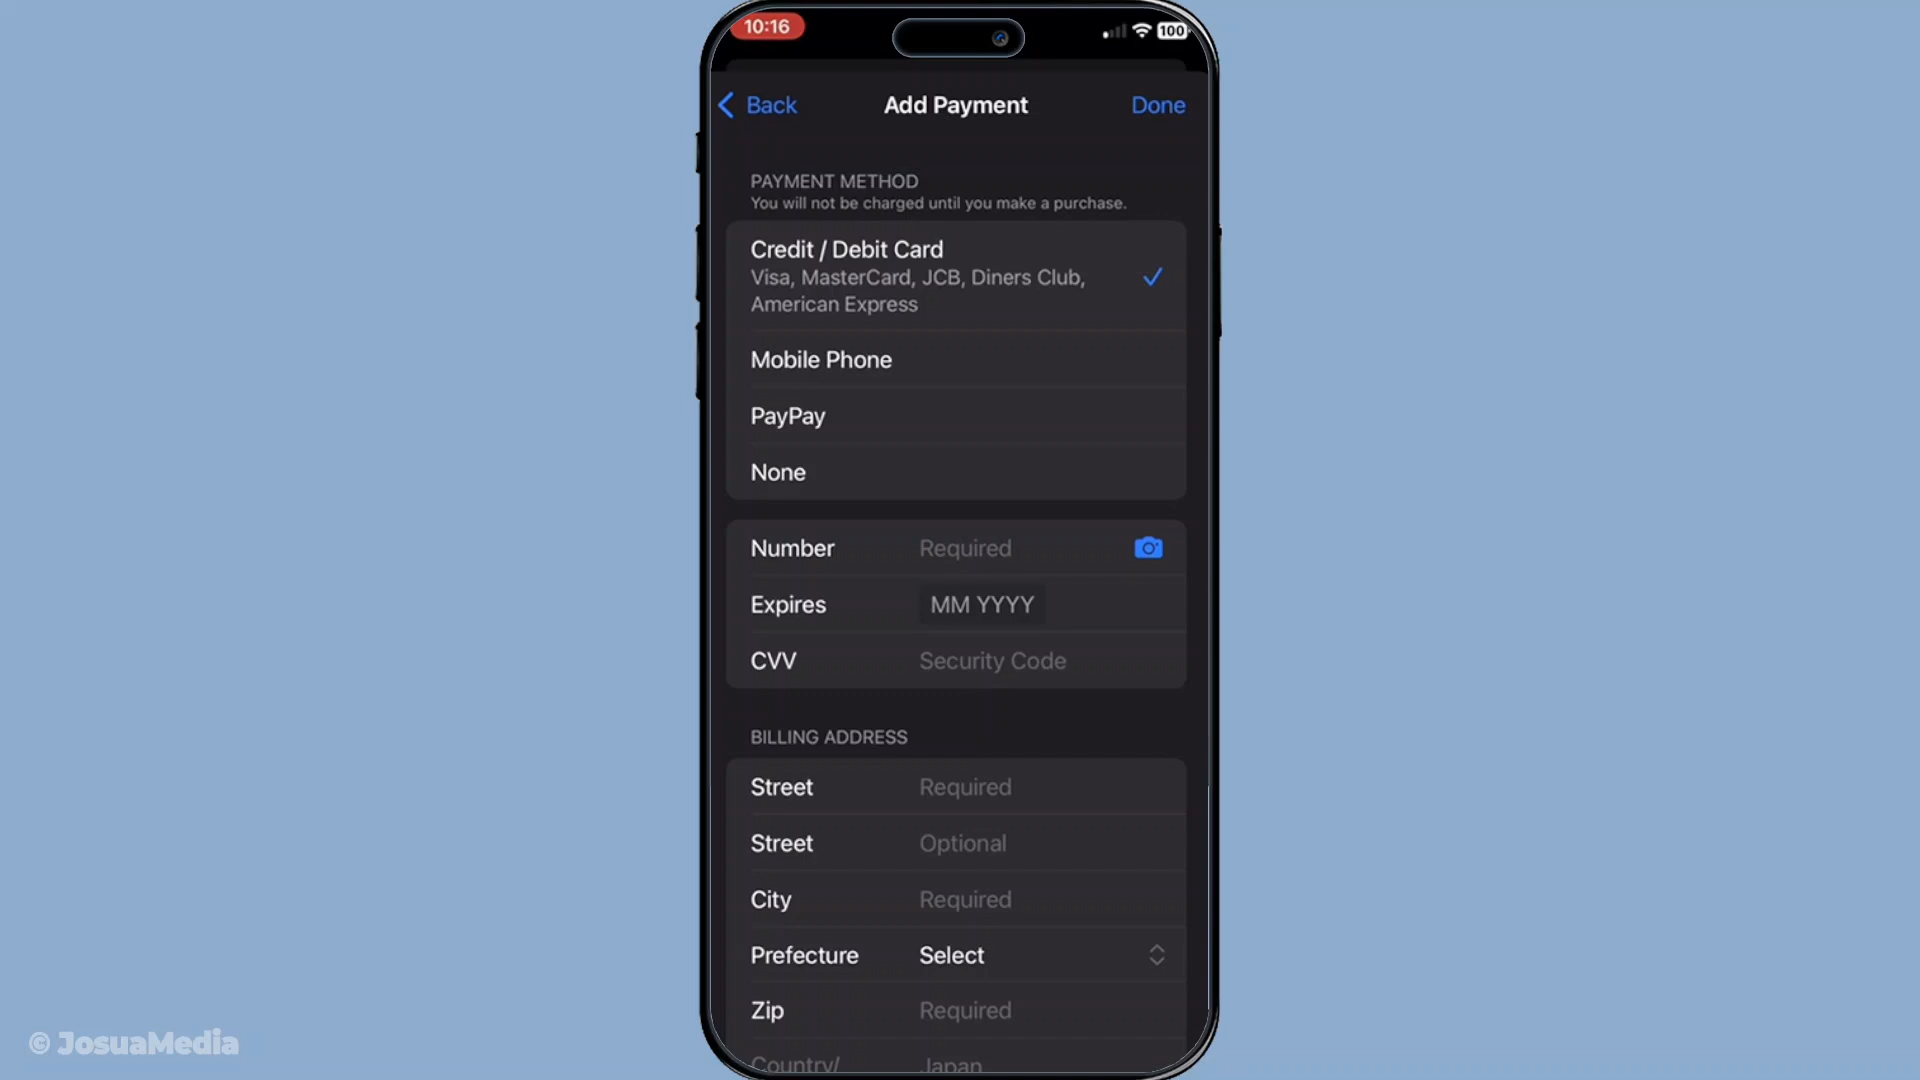 10:16
100
Back
Add Payment
Done
PAYMENT METHOD
You will not be charged until you make a purchase.
Credit / Debit Card
Visa, MasterCard, JCB, Diners Club,
American Express
Mobile Phone
PayPay
None
Number Required
Expires MM YYYY
CVV Security Code
BILLING ADDRESS
Street Required
Street Optional
City Required
Prefecture Select
Zip Required
Country/ Japan
© JosuaMedia